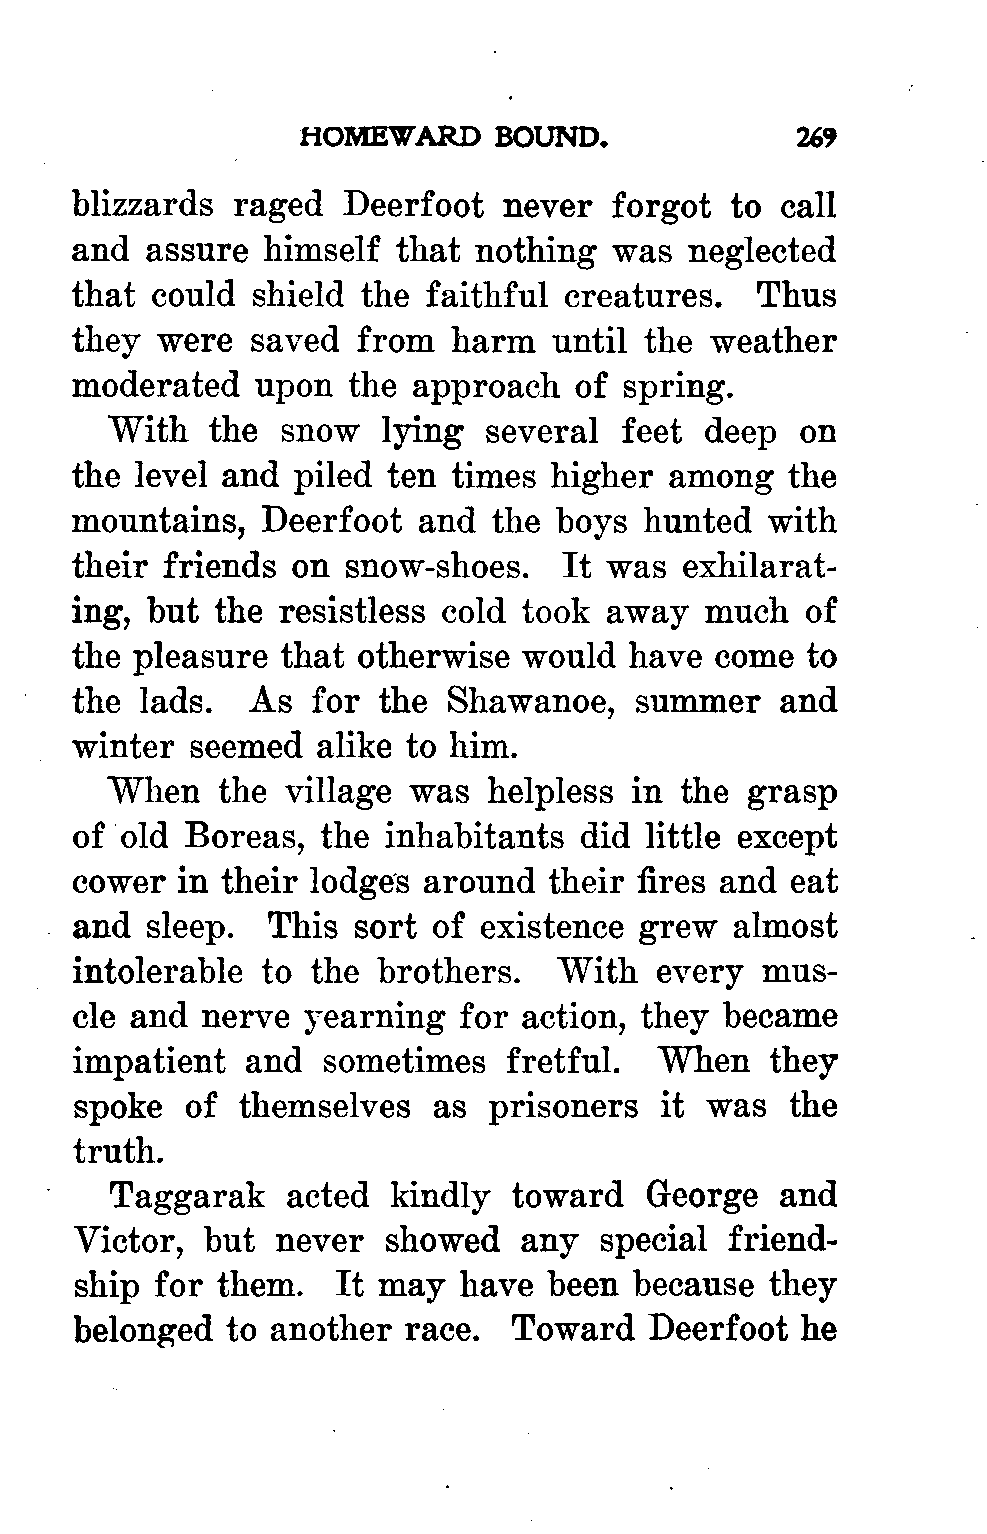 HOMEWARD BOUND. 269
blizzards raged Deerfoot never forgot to call
and assure himself that nothing was neglected
that could shield the faithful creatures. Thus
they were saved from harm until the weather
moderated upon the approach of spring.
With the snow lying several feet deep on
the level and piled ten times higher among the
mountains, Deerfoot and the boys hunted with
their friends on snow-shoes. It was exhilarat-
ing, but the resistless cold took away much of
the pleasure that otherwise would have come to
the lads. As for the Shawanoe, summer and
winter seemed alike to him.
When the village was helpless in the grasp
of old Boreas, the inhabitants did little except
cower in their lodges around their fires and eat
and sleep. This sort of existence grew almost
intolerable to the brothers. With every mus-
cle and nerve yearning for action, they became
impatient and sometimes fretful. When they
spoke of themselves as prisoners it was the
truth.
Taggarak acted kindly toward George and
Victor, but never showed any special friend-
ship for them. It may have been because they
belonged to another race. Toward Deerfoot he